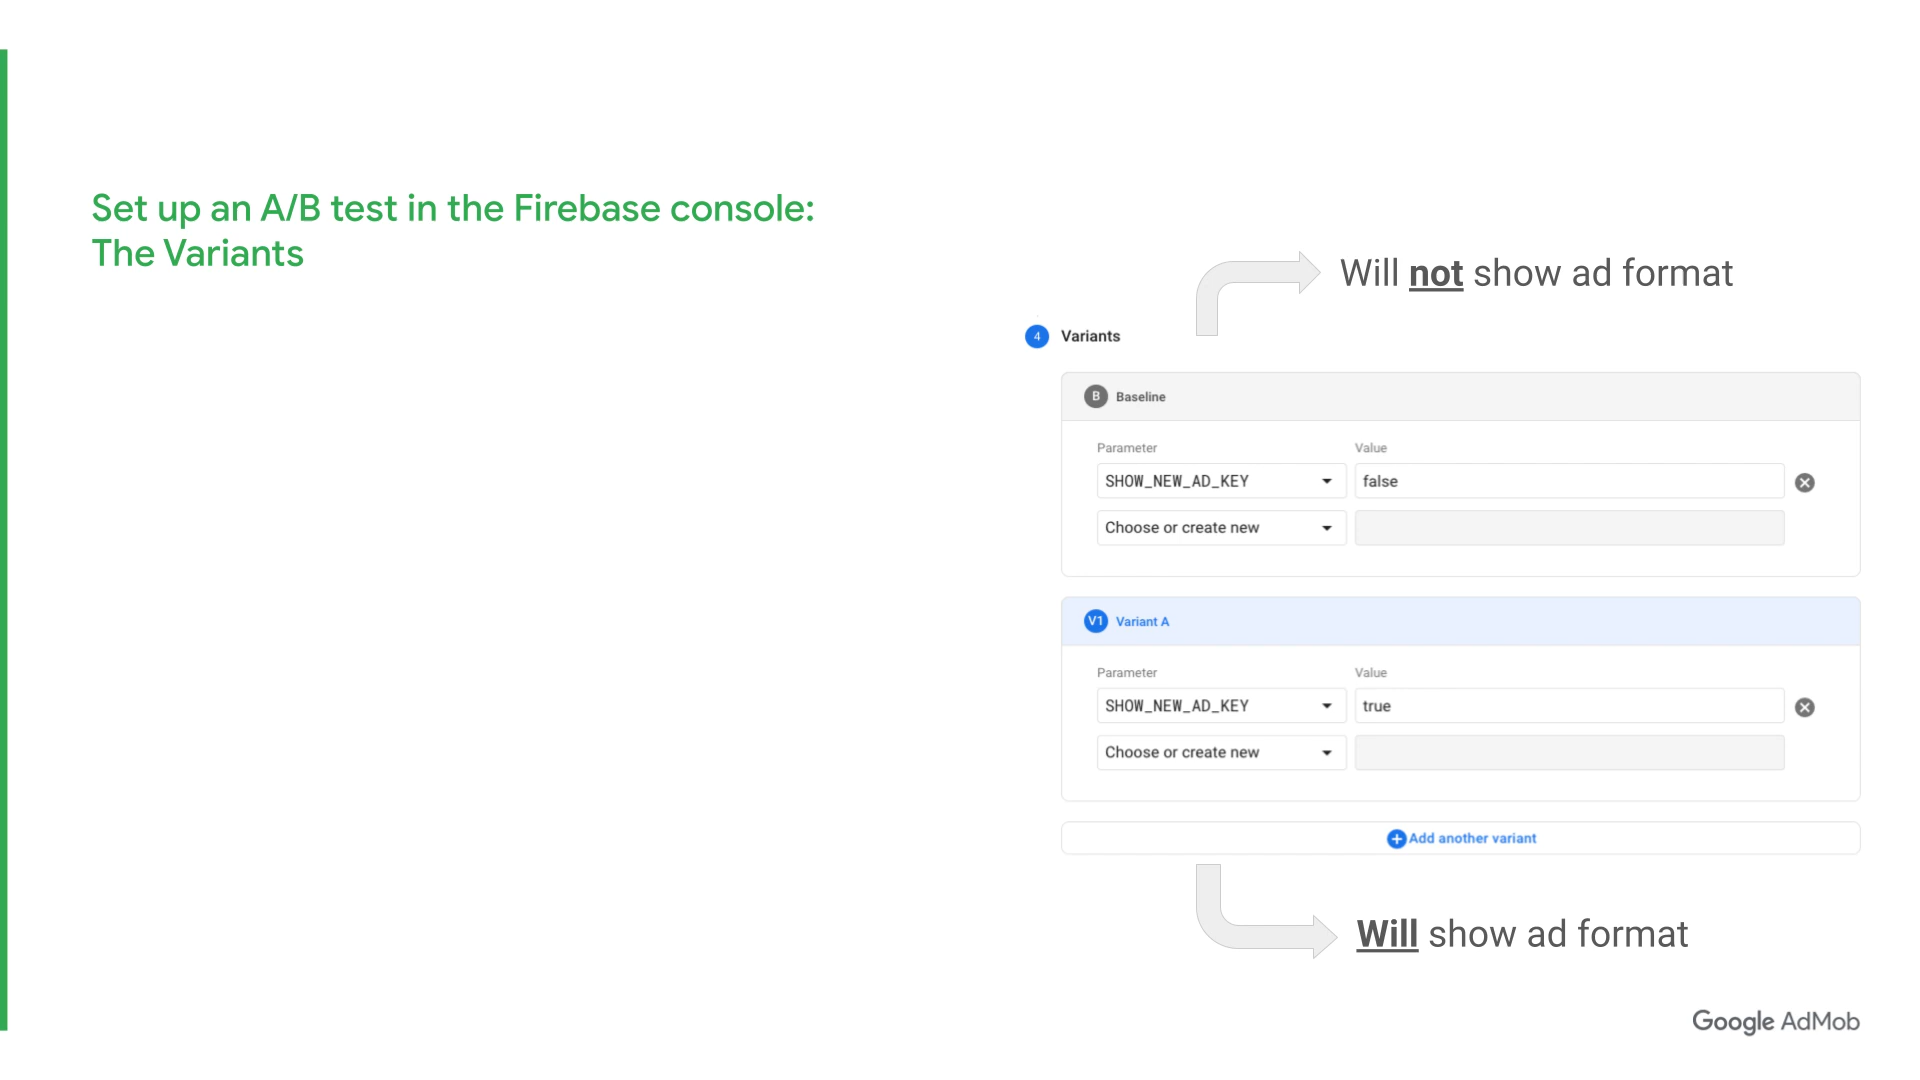 Set up an A/B test in the Firebase console:
The Variants
Will not show ad format
4 Variants
B Baseline
Parameter Value
SHOW_NEW_AD_KEY false
Choose or create new
V1 Variant A
Parameter Value
SHOW_NEW_AD_KEY true
Choose or create new
Add another variant
Will show ad format
Google AdMob